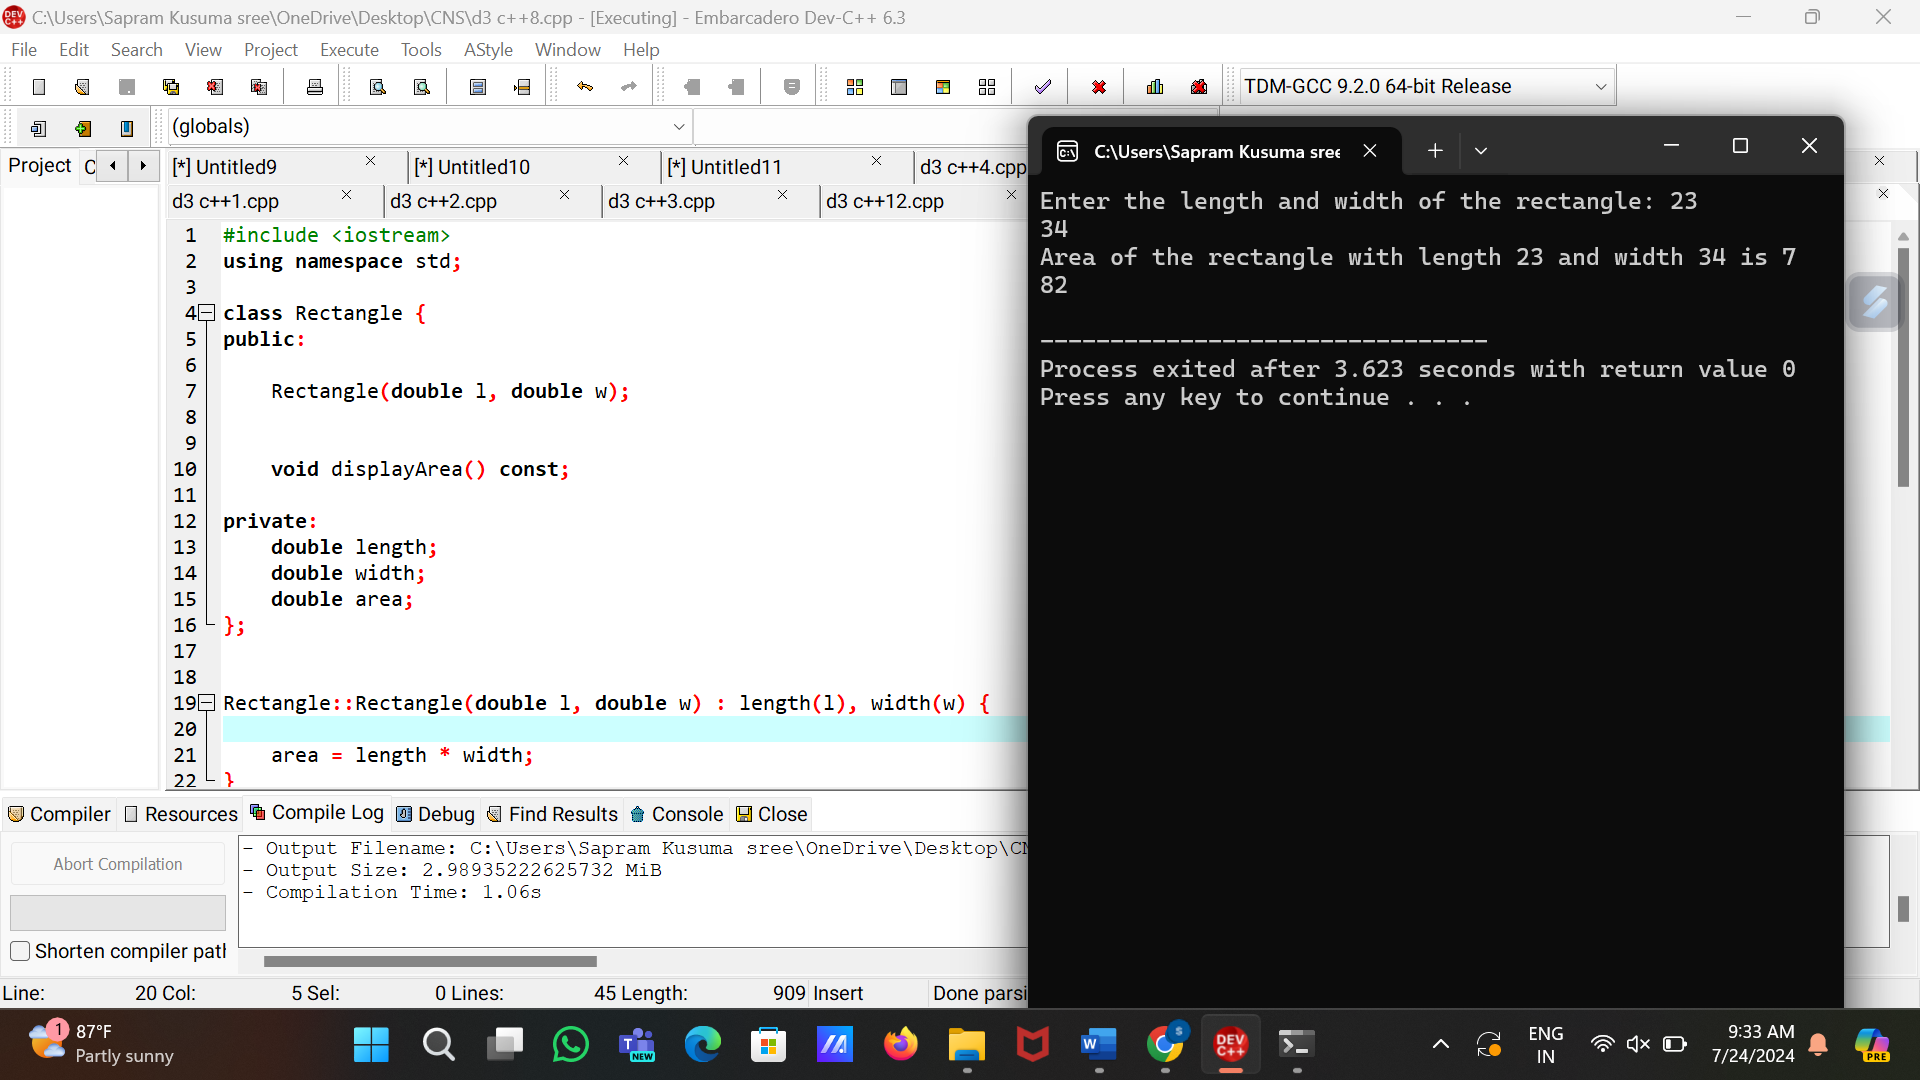 C:\Users\Sapram Kusuma sree\OneDrive\Desktop\CNS\d3 c++8.cpp - [Executing] - Embarcadero Dev-C++ 6.3
File Edit Search View Project Execute Tools AStyle Window Help
TDM-GCC 9.2.0 64-bit Release
(globals)
Project C
[*] Untitled9 [*] Untitled10 [*] Untitled11 d3 c++4.cpp
d3 c++1.cpp d3 c++2.cpp d3 c++3.cpp d3 c++12.cpp
1 #include <iostream>
2 using namespace std;
3
4 class Rectangle {
5 public:
6
7 Rectangle(double l, double w);
8
9
10 void displayArea() const;
11
12 private:
13 double length;
14 double width;
15 double area;
16 };
17
18
19 Rectangle::Rectangle(double l, double w) : length(l), width(w) {
20
21 area = length * width;
22 }
C:\Users\Sapram Kusuma sree
Enter the length and width of the rectangle: 23
34
Area of the rectangle with length 23 and width 34 is 7
82
--------------------------------
Process exited after 3.623 seconds with return value 0
Press any key to continue . . .
Compiler Resources Compile Log Debug Find Results Console Close
Abort Compilation
Shorten compiler path
- Output Filename: C:\Users\Sapram Kusuma sree\OneDrive\Desktop\CN
- Output Size: 2.98935222625732 MiB
- Compilation Time: 1.06s
Line: 20 Col: 5 Sel: 0 Lines: 45 Length: 909 Insert Done parsi
1
87°F
Partly sunny
NEW
DEV C++
ENG
IN
9:33 AM
7/24/2024
PRE